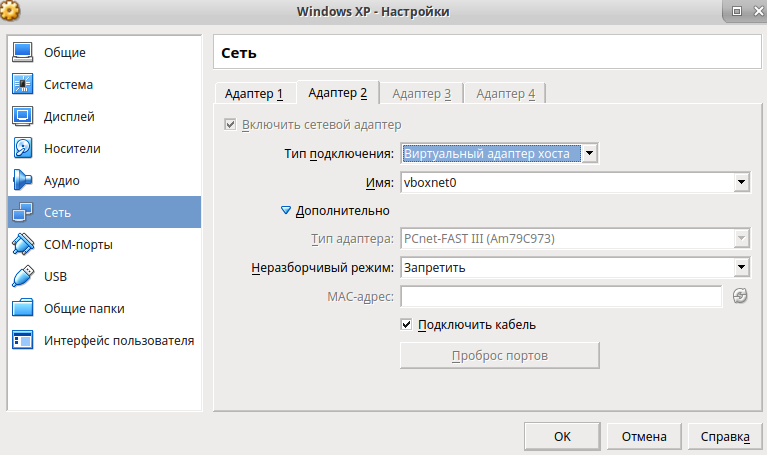 Windows XP - Настройки
Общие
Система
Дисплей
Носители
Аудио
Сеть
COM-порты
USB
Общие папки
Интерфейс пользователя
Сеть
Адаптер 1 Адаптер 2 Адаптер 3 Адаптер 4
Включить сетевой адаптер
Тип подключения: Виртуальный адаптер хоста
Имя: vboxnet0
Дополнительно
Тип адаптера: PCnet-FAST III (Am79C973)
Неразборчивый режим: Запретить
MAC-адрес:
Подключить кабель
Проброс портов
OK Отмена Справка